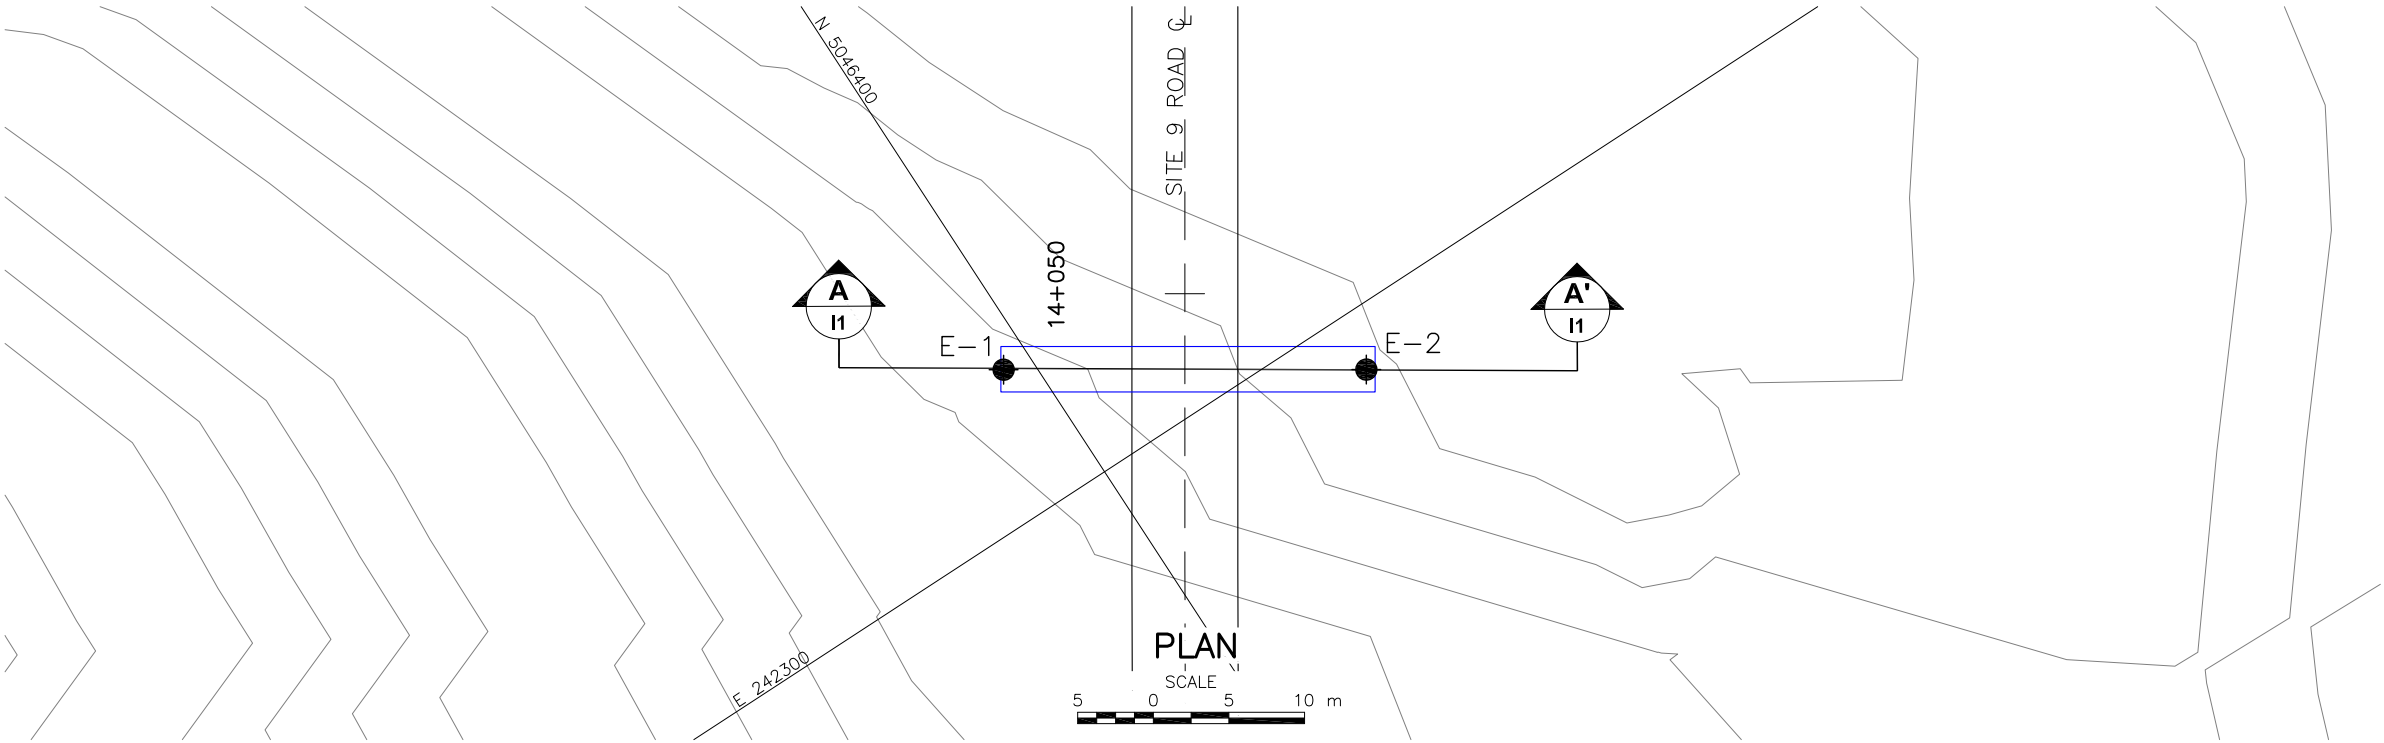 N 5046400
SITE 9 ROAD ℄
14+050
A
I1
A'
I1
E-1
E-2
E 242300
PLAN
SCALE
5 0 5 10 m